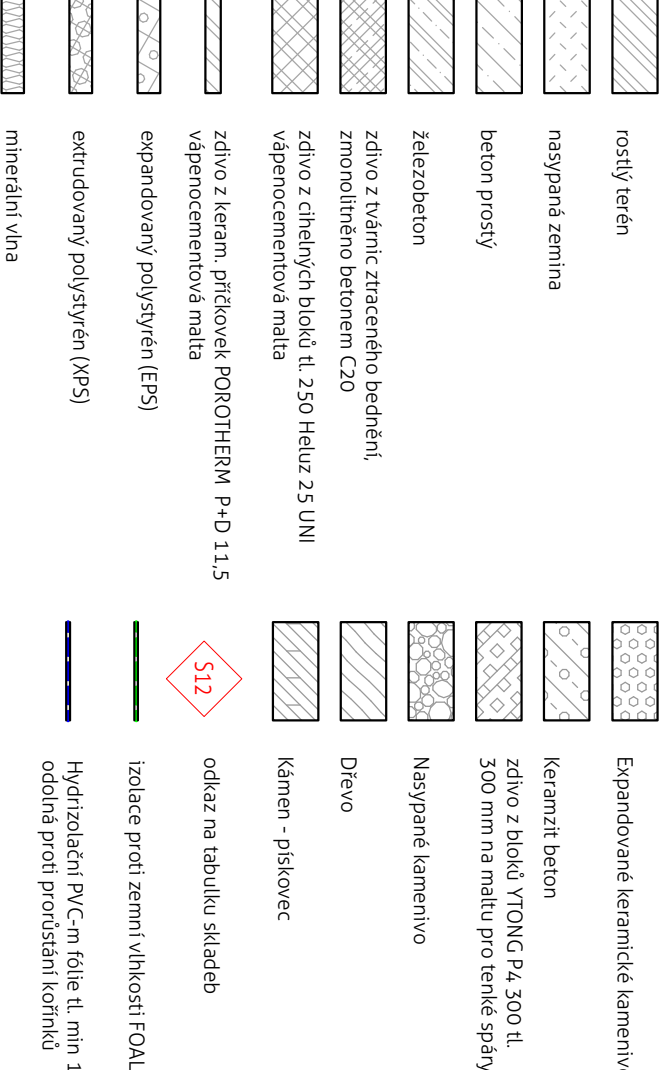 rostlý terén
nasypaná zemina
beton prostý
železobeton
zdivo z tvárnic ztraceného bednění,
zmonolitněno betonem C20
zdivo z cihelných bloků tl. 250 Heluz 25 UNI
vápenocementová malta
zdivo z keram. příčkovek POROTHERM P+D 11,5
vápenocementová malta
expandovaný polystyrén (EPS)
extrudovaný polystyrén (XPS)
minerální vlna
Expandované keramické kamenivo
Keramzit beton
zdivo z bloků YTONG P4 300 tl.
300 mm na maltu pro tenké spáry
Nasypané kamenivo
Dřevo
Kámen - pískovec
S12
odkaz na tabulku skladeb
izolace proti zemní vlhkosti FOAL
Hydrizolační PVC-m fólie tl. min 1
odolná proti prorůstání kořínků